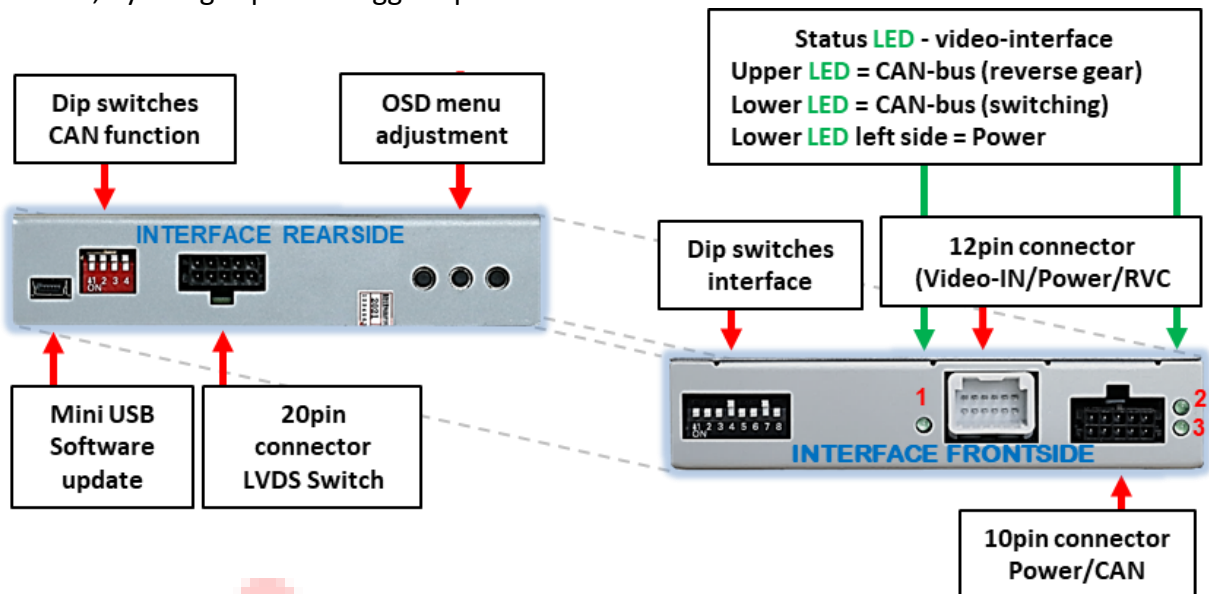 Status LED - video-interface
Upper LED = CAN-bus (reverse gear)
Lower LED = CAN-bus (switching)
Lower LED left side = Power
Dip switches
CAN function
OSD menu
adjustment
INTERFACE REARSIDE
1 2 3 4
ON
2021
Dip switches
interface
12pin connector
(Video-IN/Power/RVC
Mini USB
Software
update
20pin
connector
LVDS Switch
1
2
3
1 2 3 4 5 6 7 8
ON
INTERFACE FRONTSIDE
10pin connector
Power/CAN